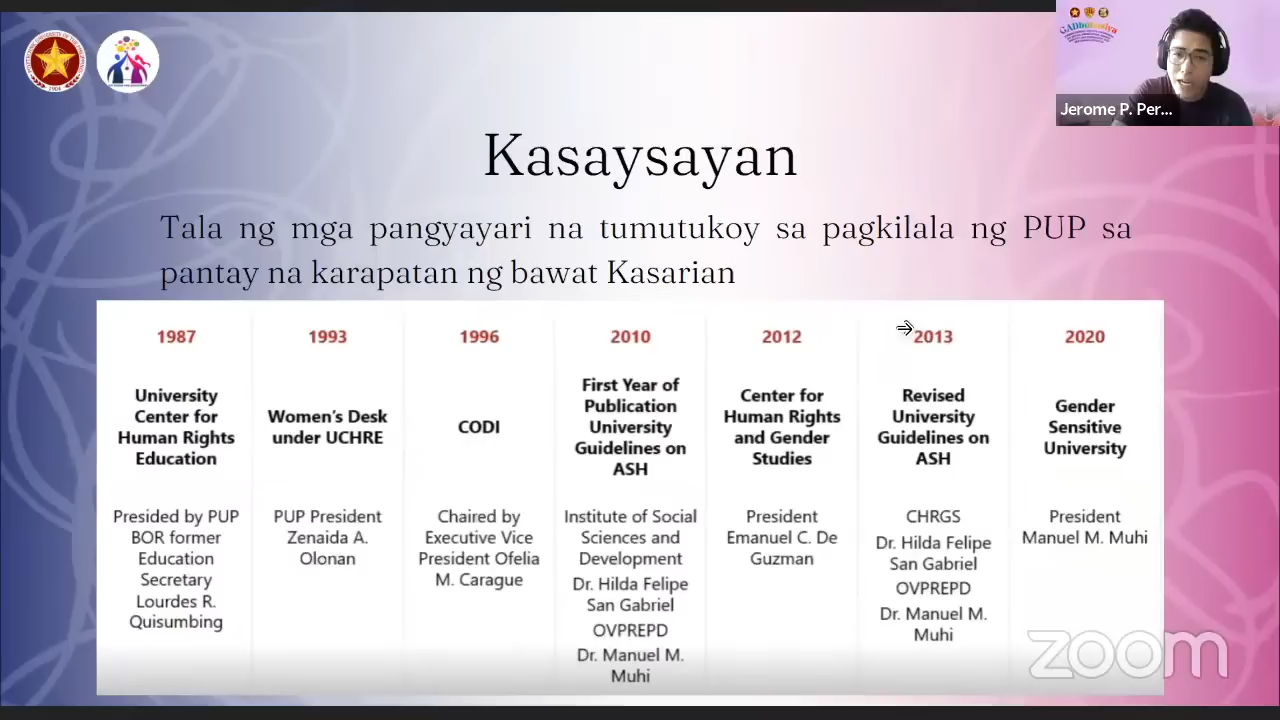 Jerome P. Per...
Kasaysayan
Tala ng mga pangyayari na tumutukoy sa pagkilala ng PUP sa
pantay na karapatan ng bawat Kasarian
1987
University
Center for
Human Rights
Education
Presided by PUP
BOR former
Education
Secretary
Lourdes R.
Quisumbing
1993
Women's Desk
under UCHRE
PUP President
Zenaida A.
Olonan
1996
CODI
Chaired by
Executive Vice
President Ofelia
M. Carague
2010
First Year of
Publication
University
Guidelines on
ASH
Institute of Social
Sciences and
Development
Dr. Hilda Felipe
San Gabriel
OVPREPD
Dr. Manuel M.
Muhi
2012
Center for
Human Rights
and Gender
Studies
President
Emanuel C. De
Guzman
2013
Revised
University
Guidelines on
ASH
CHRGS
Dr. Hilda Felipe
San Gabriel
OVPREPD
Dr. Manuel M.
Muhi
2020
Gender
Sensitive
University
President
Manuel M. Muhi
zoom